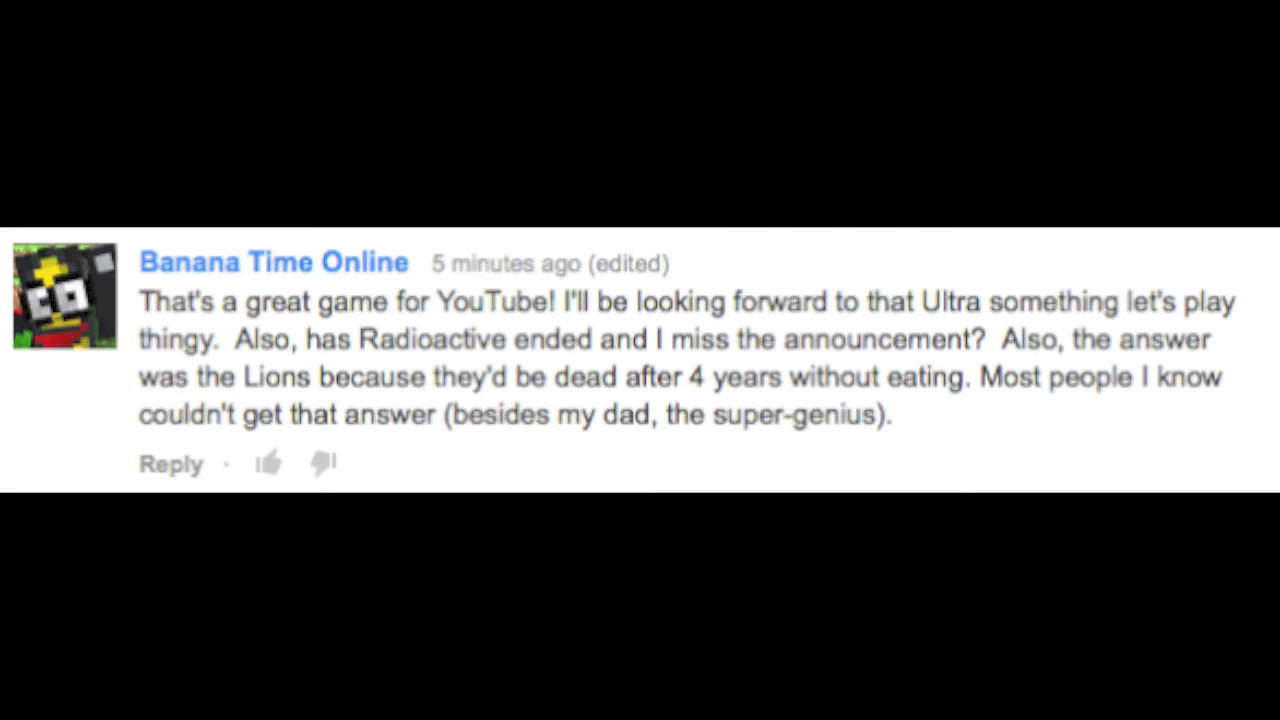 Banana Time Online 5 minutes ago (edited)
That's a great game for YouTube! I'll be looking forward to that Ultra something let's play
thingy.  Also, has Radioactive ended and I miss the announcement?  Also, the answer
was the Lions because they'd be dead after 4 years without eating. Most people I know
couldn't get that answer (besides my dad, the super-genius).
Reply ·